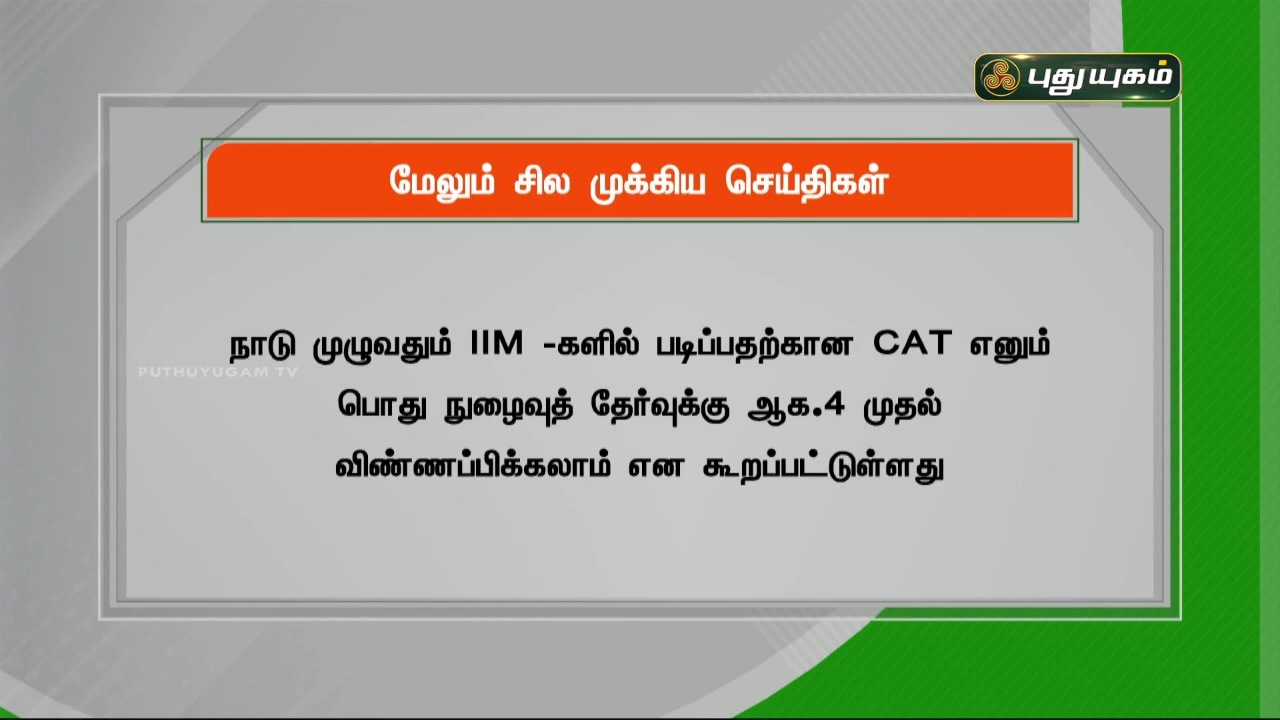 புதுயுகம்
மேலும் சில முக்கிய செய்திகள்
நாடு முழுவதும் IIM -களில் படிப்பதற்கான CAT எனும்
PUTHUYUGAM TV
பொது நுழைவுத் தேர்வுக்கு ஆக.4 முதல்
விண்ணப்பிக்கலாம் என கூறப்பட்டுள்ளது